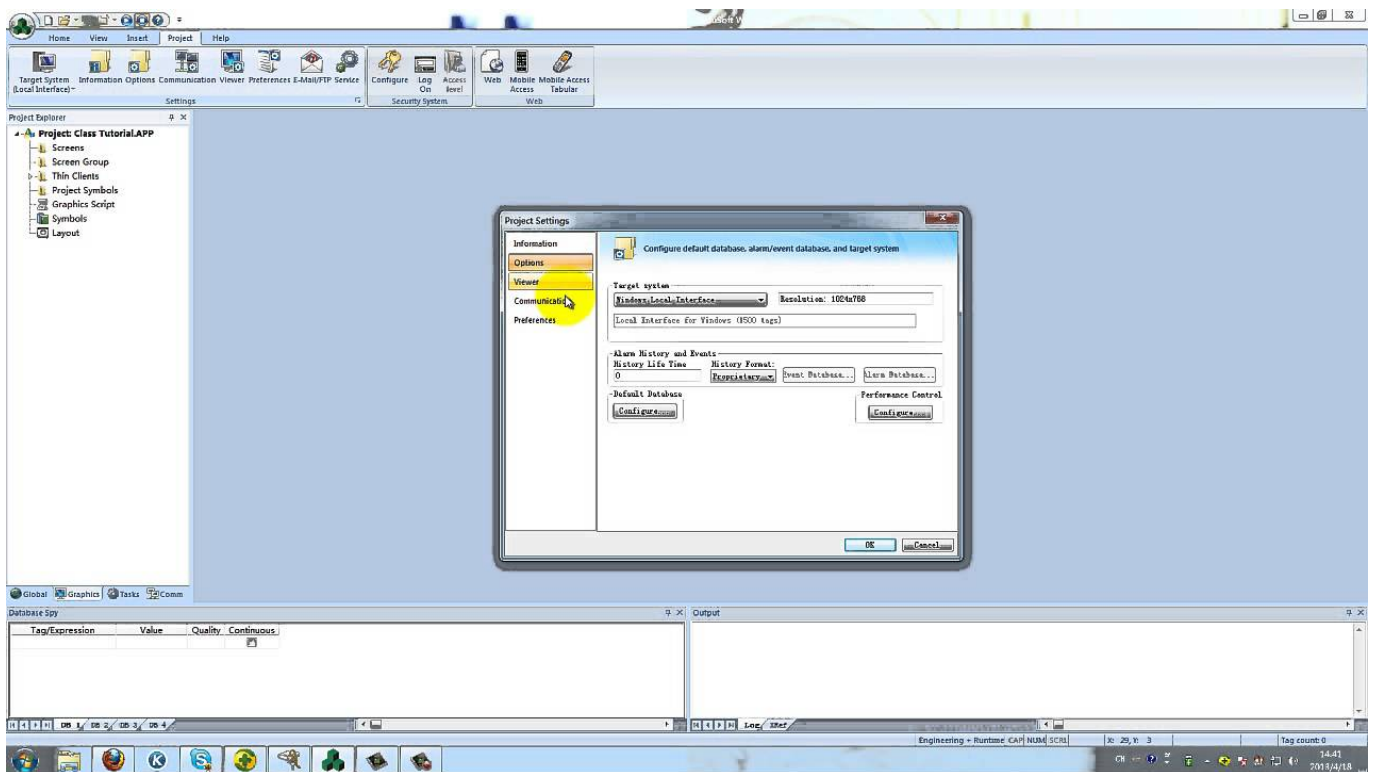 Home View Insert Project Help
Target System (Local Interface)
Information Options Communication Viewer Preferences E-Mail/FTP Service
Configure Log On Access level
Web Mobile Access Mobile Access Tabular
Settings Security System Web
Project Explorer
Project: Class Tutorial.APP
Screens
Screen Group
Thin Clients
Project Symbols
Graphics Script
Symbols
Layout
Project Settings
Information
Options
Viewer
Communication
Preferences
Configure default database, alarm/event database, and target system
Target system
Windows Local Interface Resolution: 1024x768
Local Interface for Windows (1500 tags)
Alarm History and Events
History Life Time History Format:
0 Proprietary Event Database... Alarm Database...
Default Database Performance Control
Configure... Configure...
OK Cancel
Global Graphics Tasks Comm
Database Spy
Tag/Expression Value Quality Continuous
DB 1 DB 2 DB 3 DB 4
Output
Log XRef
Engineering + Runtime CAP NUM SCRL X: 29, Y: 3 Tag count: 0
CH 14:41
2013/4/18